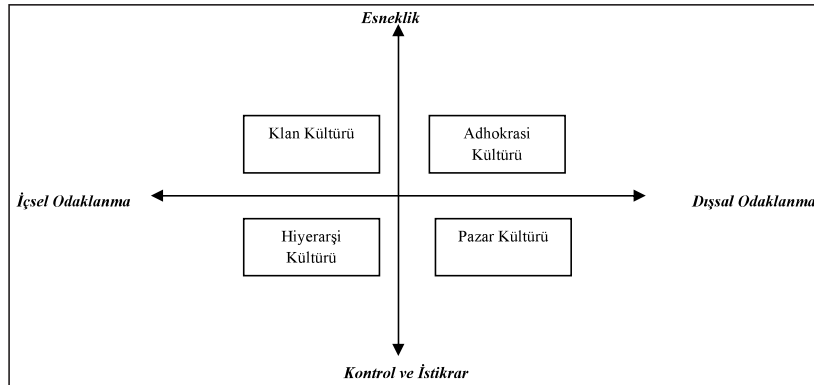 Esneklik
Klan Kültürü
Adhokrasi
Kültürü
İçsel Odaklanma
Dışsal Odaklanma
Hiyerarşi
Kültürü
Pazar Kültürü
Kontrol ve İstikrar